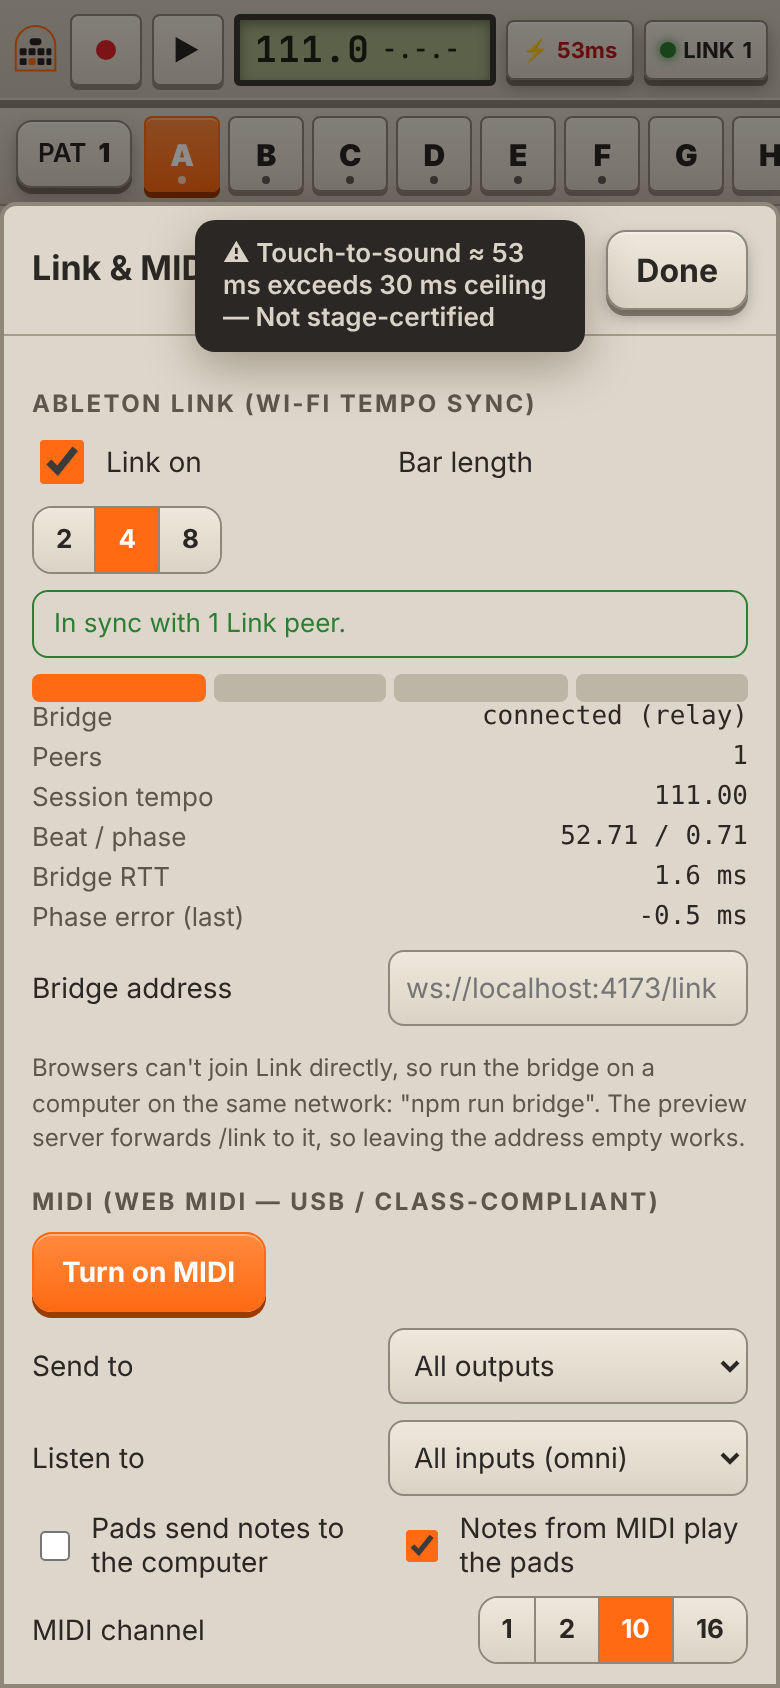 111.0 -.-.-
⚡ 53ms
LINK 1
PAT 1
A
B
C
D
E
F
G
H
Link & MID
⚠ Touch-to-sound ≈ 53
ms exceeds 30 ms ceiling
— Not stage-certified
Done
ABLETON LINK (WI-FI TEMPO SYNC)
Link on
Bar length
2 4 8
In sync with 1 Link peer.
Bridge connected (relay)
Peers 1
Session tempo 111.00
Beat / phase 52.71 / 0.71
Bridge RTT 1.6 ms
Phase error (last) -0.5 ms
Bridge address ws://localhost:4173/link
Browsers can't join Link directly, so run the bridge on a
computer on the same network: "npm run bridge". The preview
server forwards /link to it, so leaving the address empty works.
MIDI (WEB MIDI — USB / CLASS-COMPLIANT)
Turn on MIDI
Send to All outputs
Listen to All inputs (omni)
Pads send notes to
the computer
Notes from MIDI play
the pads
MIDI channel 1 2 10 16